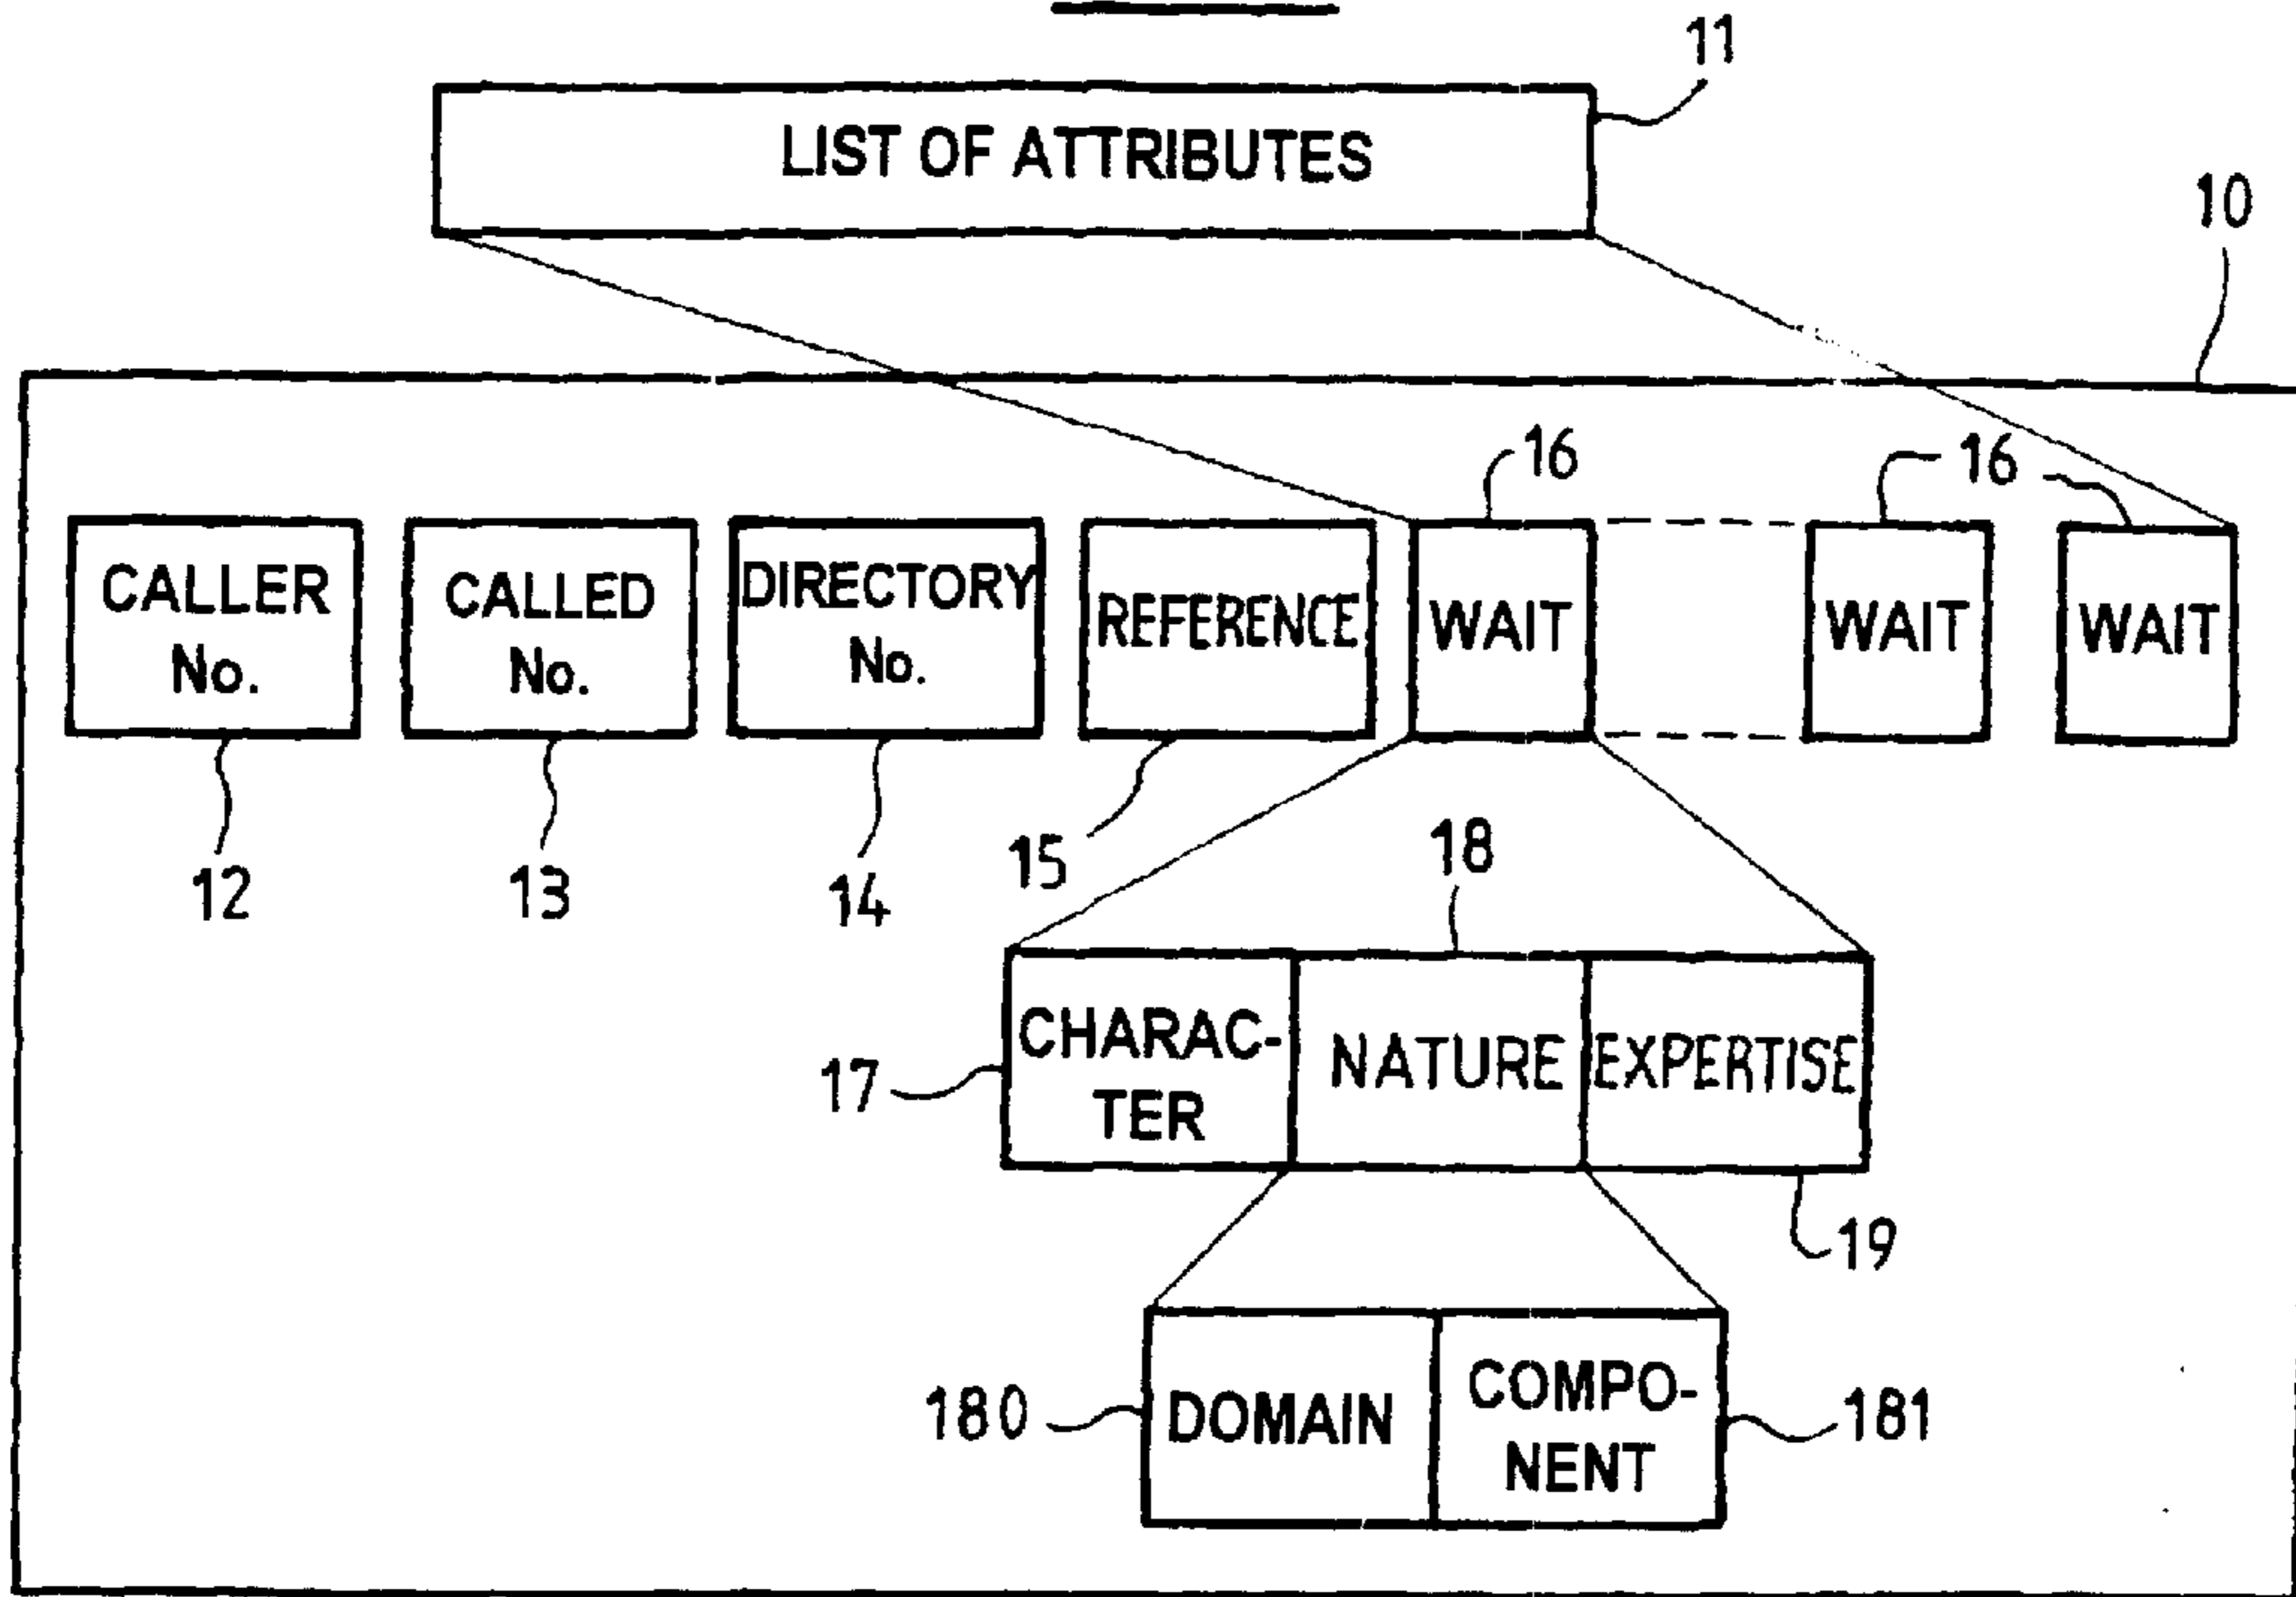 11
LIST OF ATTRIBUTES
10
16
16
CALLER
No.
CALLED
No.
DIRECTORY
No.
REFERENCE
WAIT
WAIT
WAIT
12
13
14
15
18
17
CHARAC-
TER
NATURE
EXPERTISE
19
180
DOMAIN
COMPO-
NENT
181